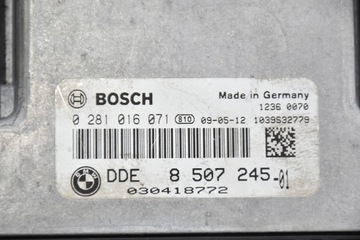 BOSCH
Made in Germany
1236 0070
0 281 016 071 810 09-05-12 1039S32779
BMW
DDE 8 507 245-01
030418772